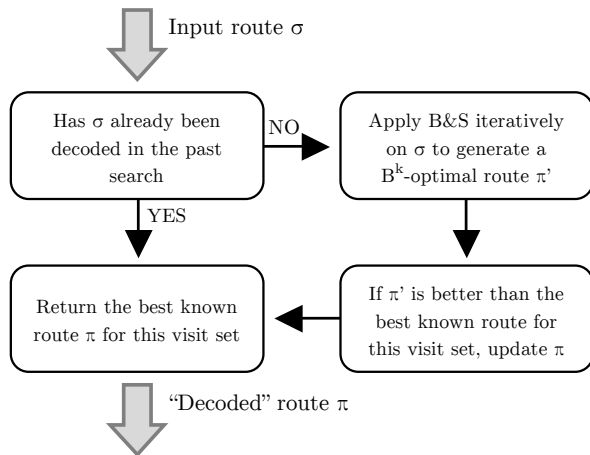 Input route σ
Has σ already been
decoded in the past
search
NO
Apply B&S iteratively
on σ to generate a
B^k-optimal route π'
YES
Return the best known
route π for this visit set
If π' is better than the
best known route for
this visit set, update π
“Decoded” route π